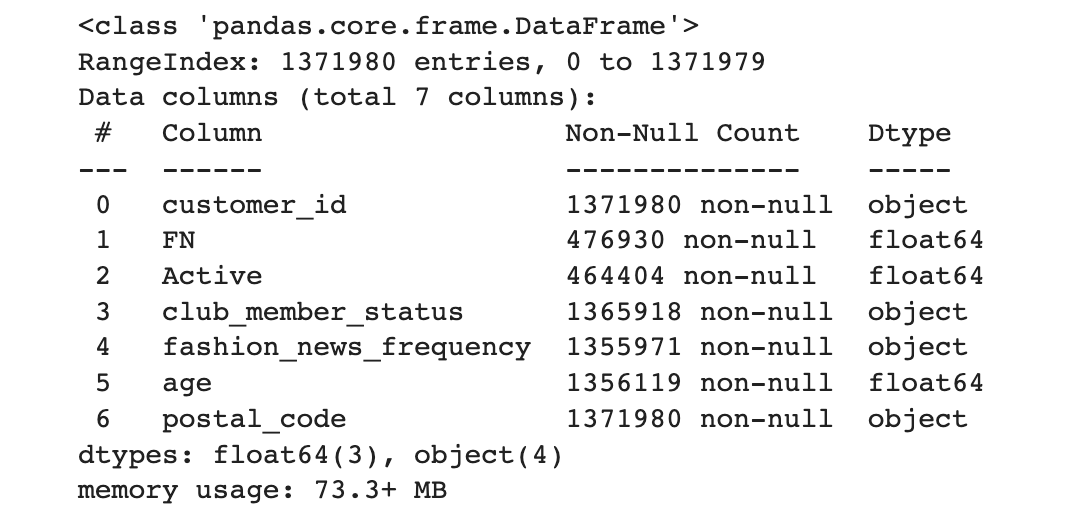 <class 'pandas.core.frame.DataFrame'>
RangeIndex: 1371980 entries, 0 to 1371979
Data columns (total 7 columns):
 #   Column                  Non-Null Count    Dtype
---  ------                  --------------    -----
 0   customer_id             1371980 non-null  object
 1   FN                      476930 non-null   float64
 2   Active                  464404 non-null   float64
 3   club_member_status      1365918 non-null  object
 4   fashion_news_frequency  1355971 non-null  object
 5   age                     1356119 non-null  float64
 6   postal_code             1371980 non-null  object
dtypes: float64(3), object(4)
memory usage: 73.3+ MB